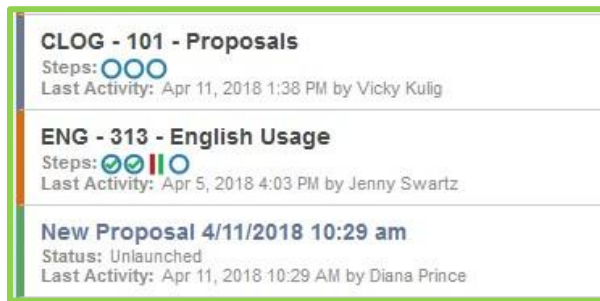 CLOG - 101 - Proposals
Steps:
Last Activity: Apr 11, 2018 1:38 PM by Vicky Kulig
ENG - 313 - English Usage
Steps:
Last Activity: Apr 5, 2018 4:03 PM by Jenny Swartz
New Proposal 4/11/2018 10:29 am
Status: Unlaunched
Last Activity: Apr 11, 2018 10:29 AM by Diana Prince